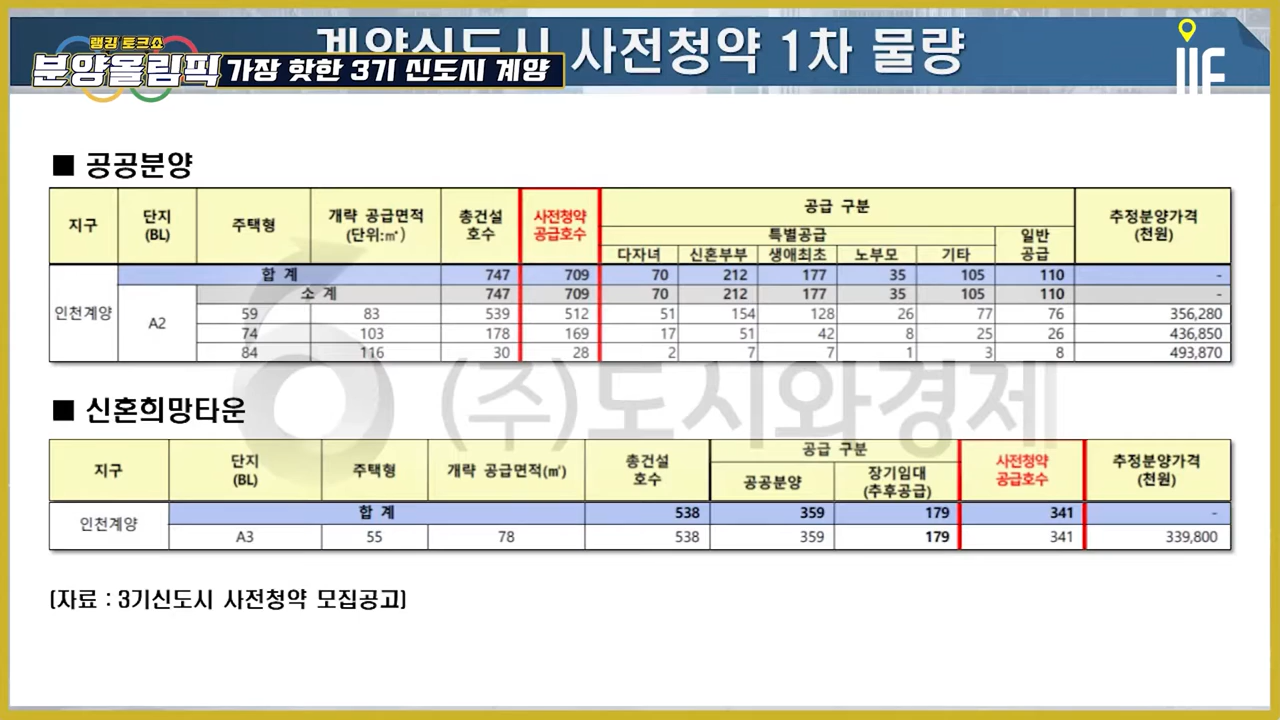 랭킹 토크쇼
분양올림픽 가장 핫한 3기 신도시 계양
계양신도시 사전청약 1차 물량
■ 공공분양
지구 단지 (BL) 주택형 개략 공급면적 (단위:㎡) 총건설 호수 사전청약 공급호수 공급 구분 추정분양가격 (천원)
특별공급 일반 공급
다자녀 신혼부부 생애최초 노부모 기타
인천계양 합 계 747 709 70 212 177 35 105 110 -
A2 소 계 747 709 70 212 177 35 105 110 -
59 83 539 512 51 154 128 26 77 76 356,280
74 103 178 169 17 51 42 8 25 26 436,850
84 116 30 28 2 7 7 1 3 8 493,870
(주)도시와경제
■ 신혼희망타운
지구 단지 (BL) 주택형 개략 공급면적(㎡) 총건설 호수 공급 구분 사전청약 공급호수 추정분양가격 (천원)
공공분양 장기임대 (추후공급)
인천계양 합 계 538 359 179 341 -
A3 55 78 538 359 179 341 339,800
(자료 : 3기신도시 사전청약 모집공고)